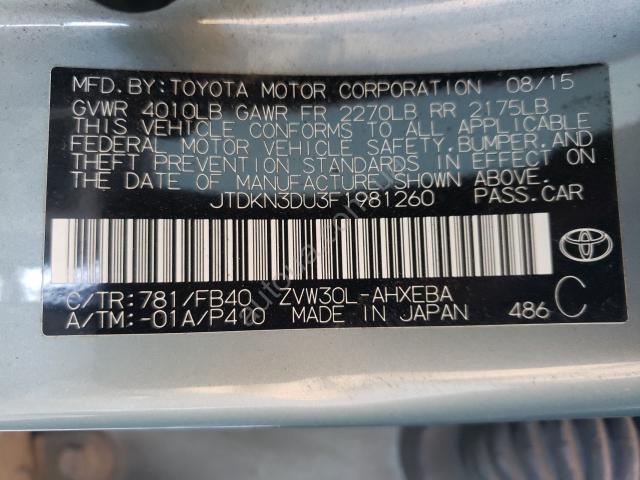 MFD.BY:TOYOTA MOTOR CORPORATION 08/15
GVWR 4010LB GAWR FR 2270LB RR 2175LB
THIS VEHICLE CONFORMS TO ALL APPLICABLE
FEDERAL MOTOR VEHICLE SAFETY,BUMPER,AND
THEFT PREVENTION STANDARDS IN EFFECT ON
THE DATE OF MANUFACTURE SHOWN ABOVE.
JTDKN3DU3F1981260 PASS.CAR
C/TR:781/FB40 ZVW30L-AHXEBA
A/TM:-01A/P410 MADE IN JAPAN 486 C